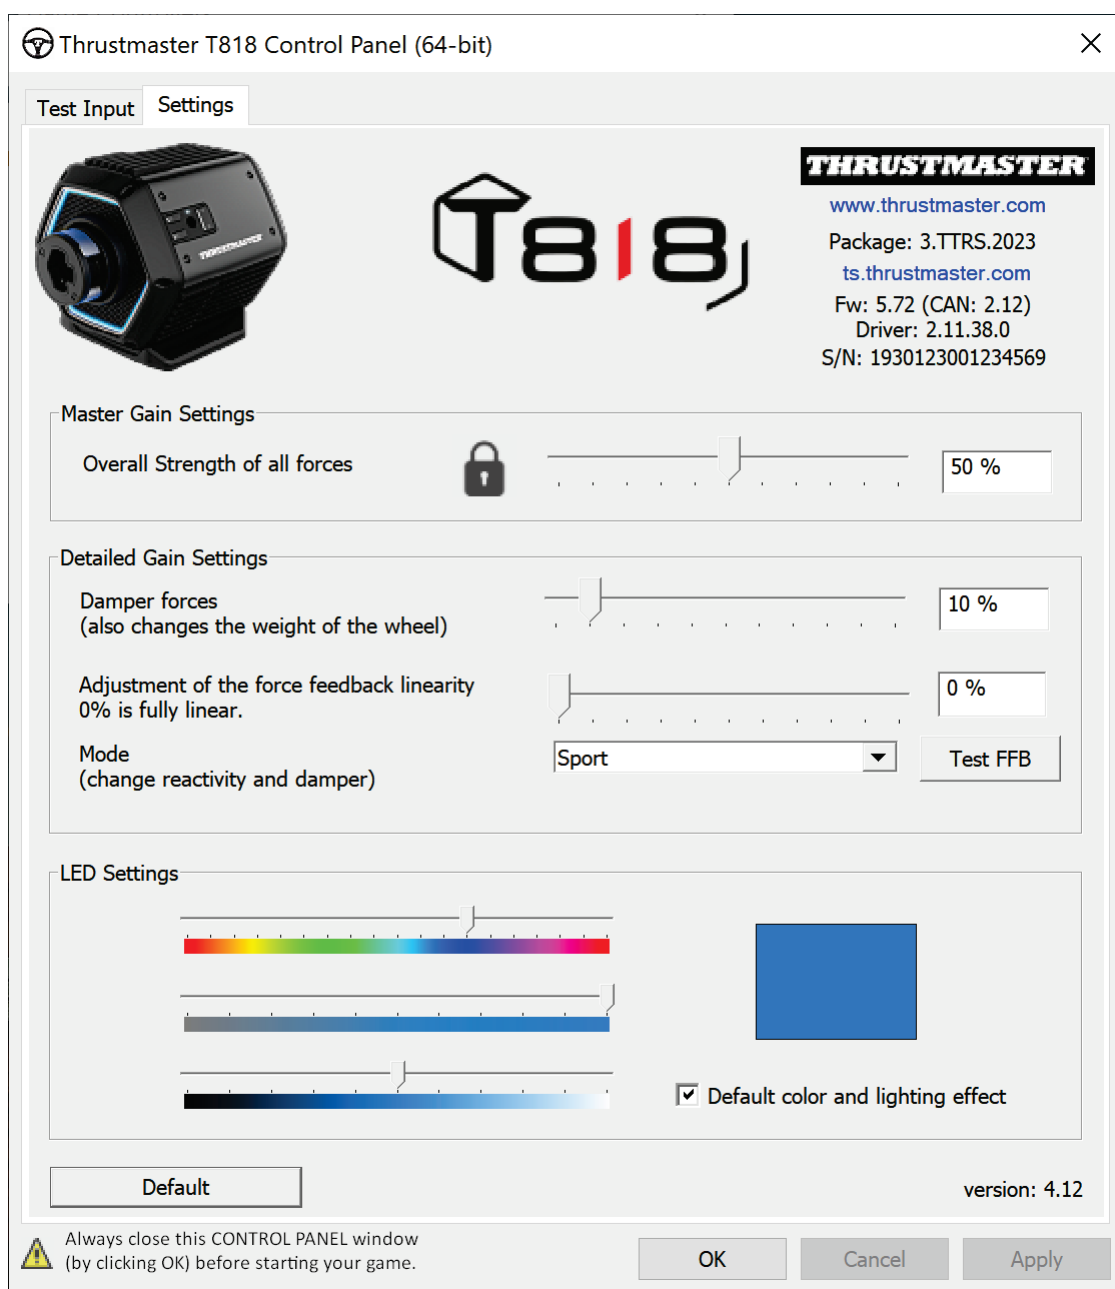 Thrustmaster T818 Control Panel (64-bit)
Test Input
Settings
THRUSTMASTER
T818
THRUSTMASTER
www.thrustmaster.com
Package: 3.TTRS.2023
ts.thrustmaster.com
Fw: 5.72 (CAN: 2.12)
Driver: 2.11.38.0
S/N: 1930123001234569
Master Gain Settings
Overall Strength of all forces
50 %
Detailed Gain Settings
Damper forces
(also changes the weight of the wheel)
10 %
Adjustment of the force feedback linearity
0% is fully linear.
0 %
Mode
(change reactivity and damper)
Sport
Test FFB
LED Settings
Default color and lighting effect
Default
version: 4.12
Always close this CONTROL PANEL window
(by clicking OK) before starting your game.
OK
Cancel
Apply